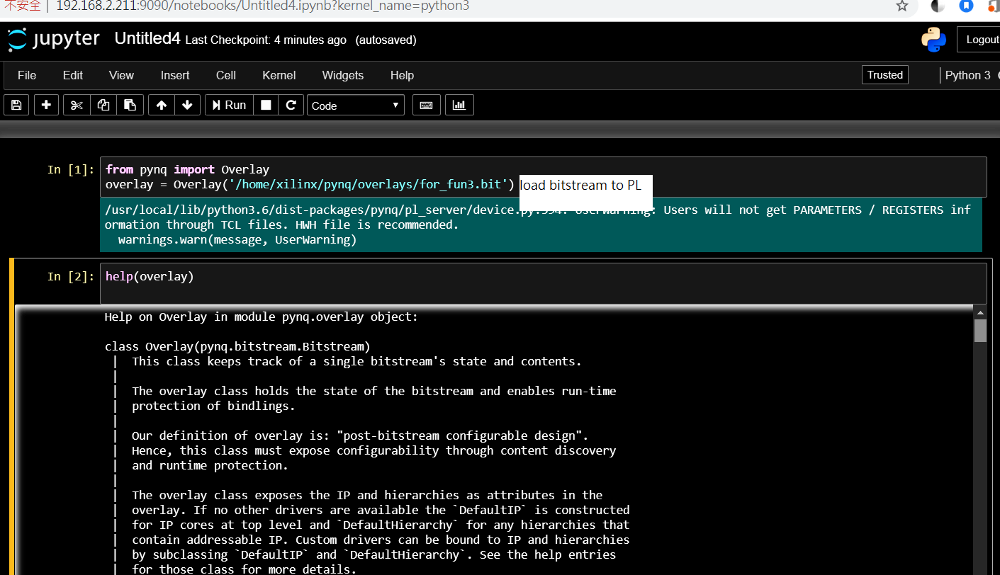 不安全 | 192.168.2.211:9090/notebooks/Untitled4.ipynb?kernel_name=python3
jupyter Untitled4 Last Checkpoint: 4 minutes ago (autosaved)
Logout
File Edit View Insert Cell Kernel Widgets Help
Trusted
Python 3
Run
Code
In [1]:
from pynq import Overlay
overlay = Overlay('/home/xilinx/pynq/overlays/for_fun3.bit')
load bitstream to PL
/usr/local/lib/python3.6/dist-packages/pynq/pl_server/device.py: UserWarning: Users will not get PARAMETERS / REGISTERS inf
ormation through TCL files. HWH file is recommended.
warnings.warn(message, UserWarning)
In [2]:
help(overlay)
Help on Overlay in module pynq.overlay object:
class Overlay(pynq.bitstream.Bitstream)
| This class keeps track of a single bitstream's state and contents.
|
| The overlay class holds the state of the bitstream and enables run-time
| protection of bindlings.
|
| Our definition of overlay is: "post-bitstream configurable design".
| Hence, this class must expose configurability through content discovery
| and runtime protection.
|
| The overlay class exposes the IP and hierarchies as attributes in the
| overlay. If no other drivers are available the `DefaultIP` is constructed
| for IP cores at top level and `DefaultHierarchy` for any hierarchies that
| contain addressable IP. Custom drivers can be bound to IP and hierarchies
| by subclassing `DefaultIP` and `DefaultHierarchy`. See the help entries
| for those class for more details.